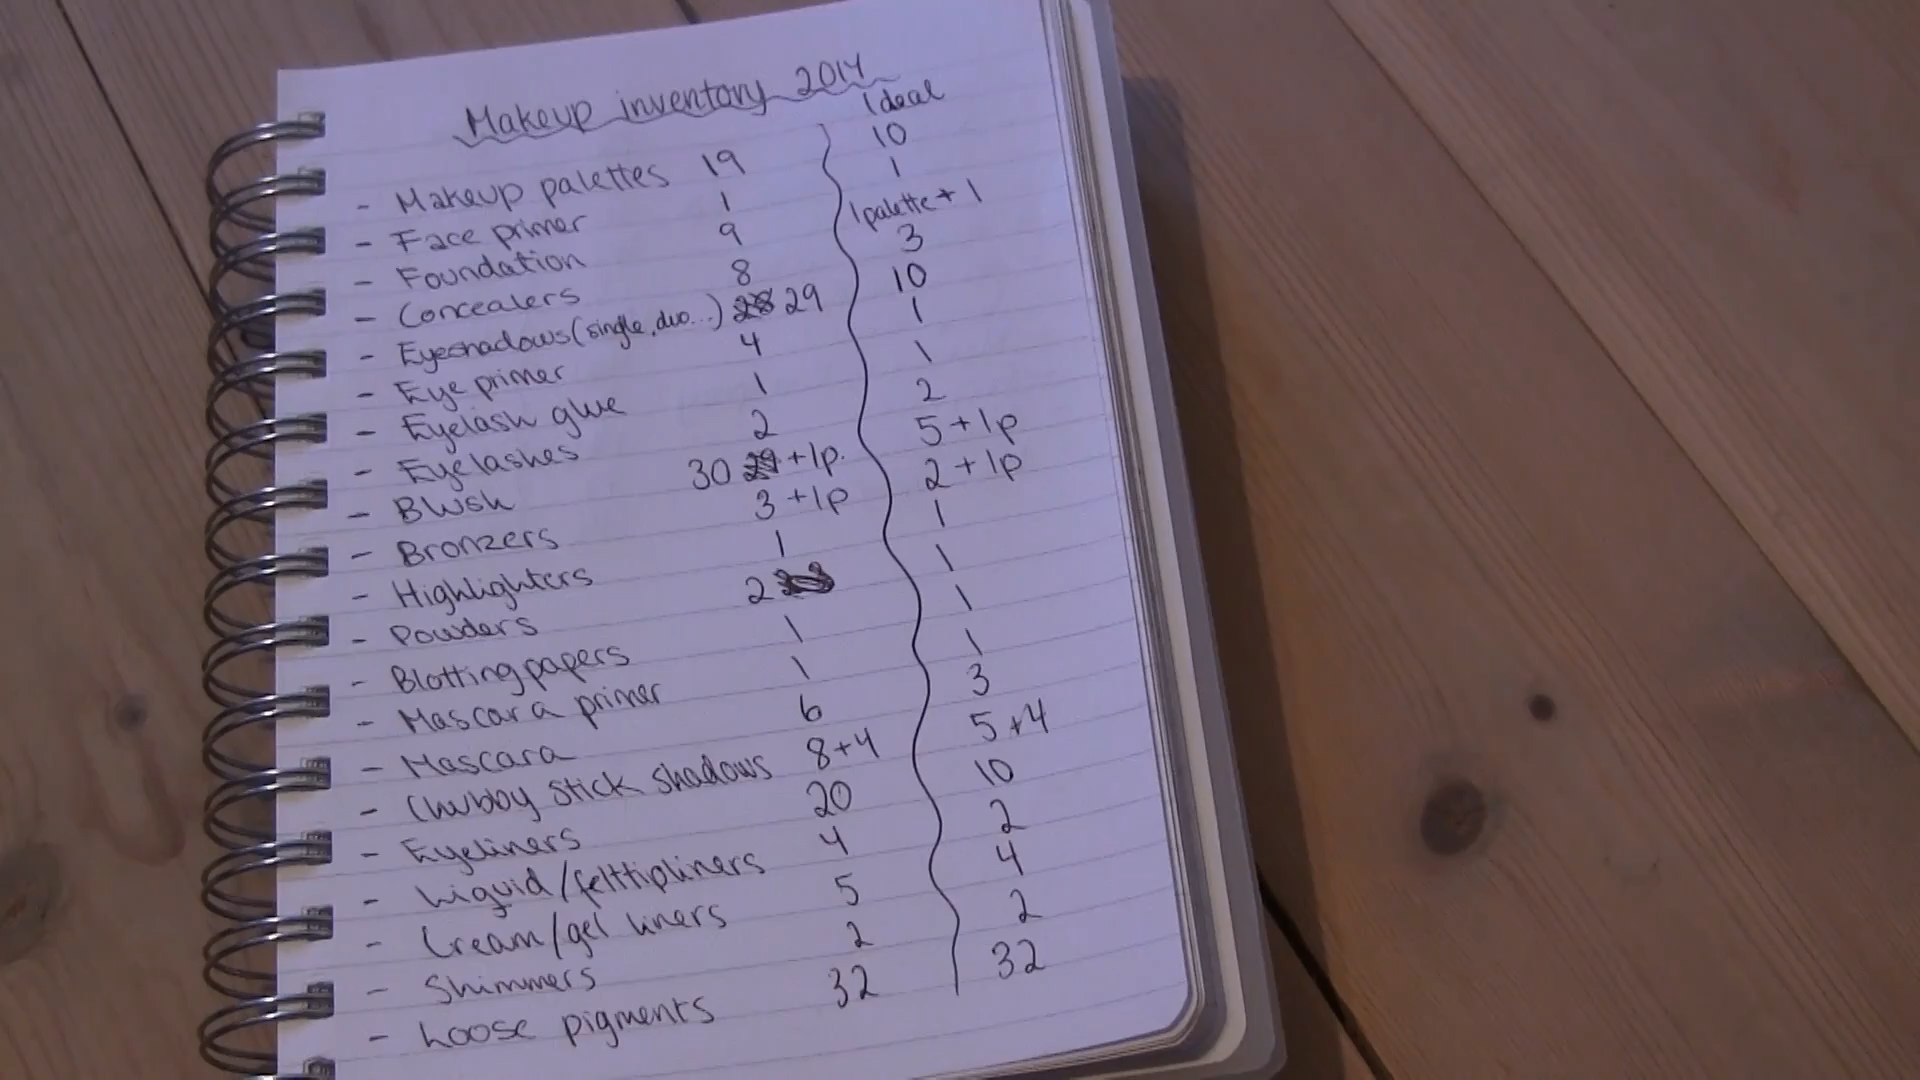 Makeup inventory 2014
Ideal
- Makeup palettes 19 10
- Face primer 1 1
- Foundation 9 1 palette + 1
- Concealers 8 3
- Eyeshadows (single, duo...) 28 29 10
- Eye primer 4 1
- Eyelash glue 1 1
- Eyelashes 2 2
- Blush 30 29 +1p. 5 +1p
- Bronzers 3 +1p 2 +1p
- Highlighters 1 1
- Powders 2 1
- Blotting papers 1 1
- Mascara primer 1 1
- Mascara 6 3
- Chubby stick shadows 8+4 5+4
- Eyeliners 20 10
- Liquid/felttipliners 4 2
- Cream/gel liners 5 4
- Shimmers 2 2
- Loose pigments 32 32